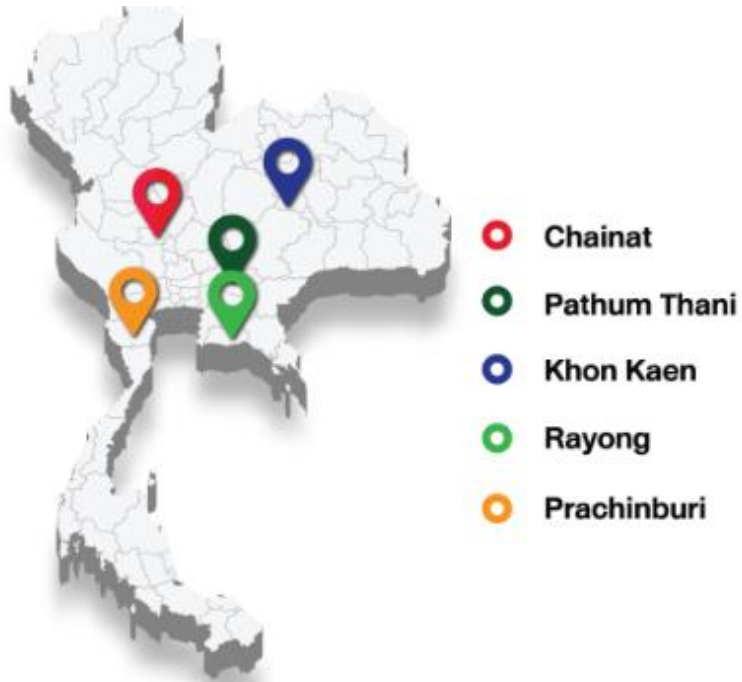 Chainat
Pathum Thani
Khon Kaen
Rayong
Prachinburi